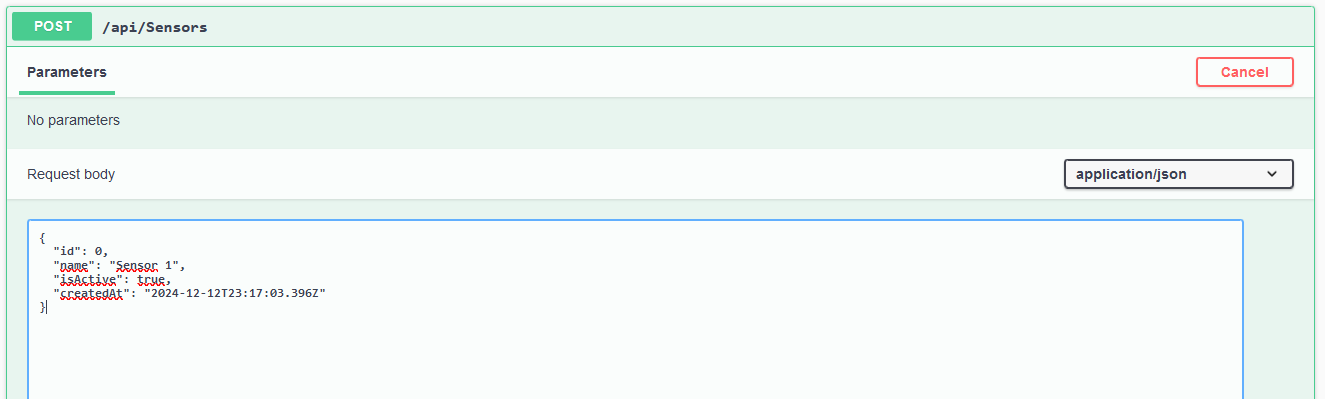 POST /api/Sensors
Parameters Cancel
No parameters
Request body application/json
{
  "id": 0,
  "name": "Sensor 1",
  "isActive": true,
  "createdAt": "2024-12-12T23:17:03.396Z"
}